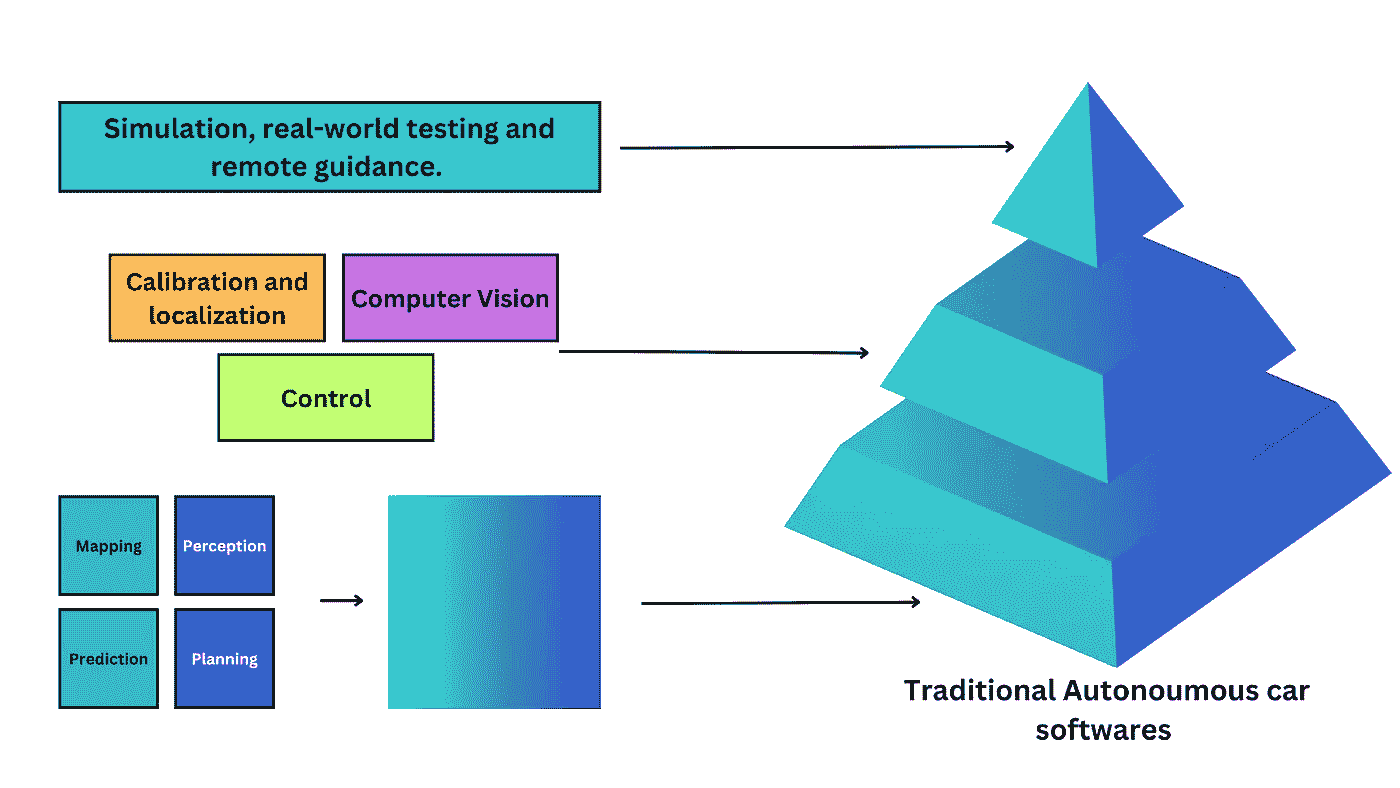 Simulation, real-world testing and
remote guidance.
Calibration and
localization
Computer Vision
Control
Mapping
Perception
Prediction
Planning
Traditional Autonoumous car
softwares